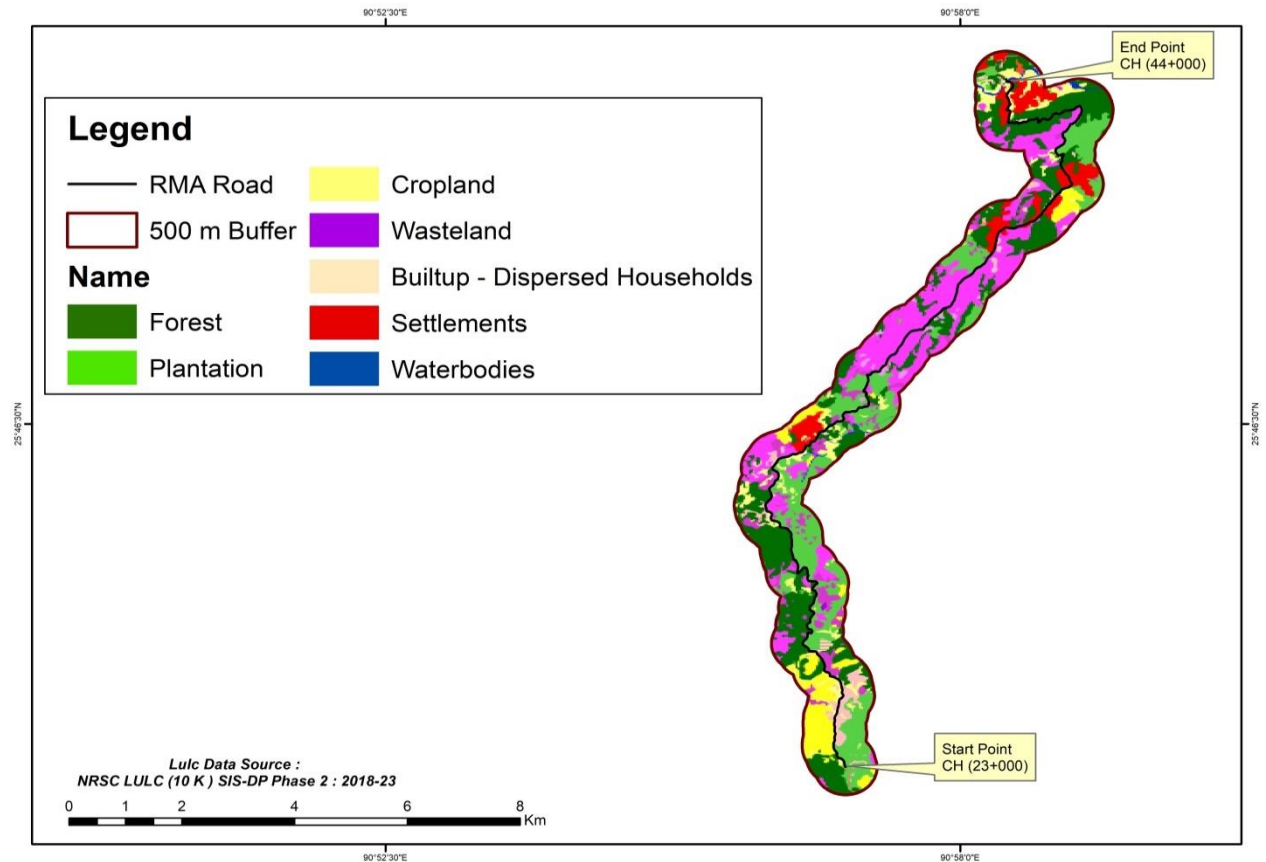 90°52'30"E
90°58'0"E
End Point
CH (44+000)
Legend
RMA Road
500 m Buffer
Name
Forest
Plantation
Cropland
Wasteland
Builtup - Dispersed Households
Settlements
Waterbodies
25°46'30"N
25°46'30"N
Start Point
CH (23+000)
Lulc Data Source :
NRSC LULC (10 K ) SIS-DP Phase 2 : 2018-23
0 1 2 4 6 8
Km
90°52'30"E
90°58'0"E